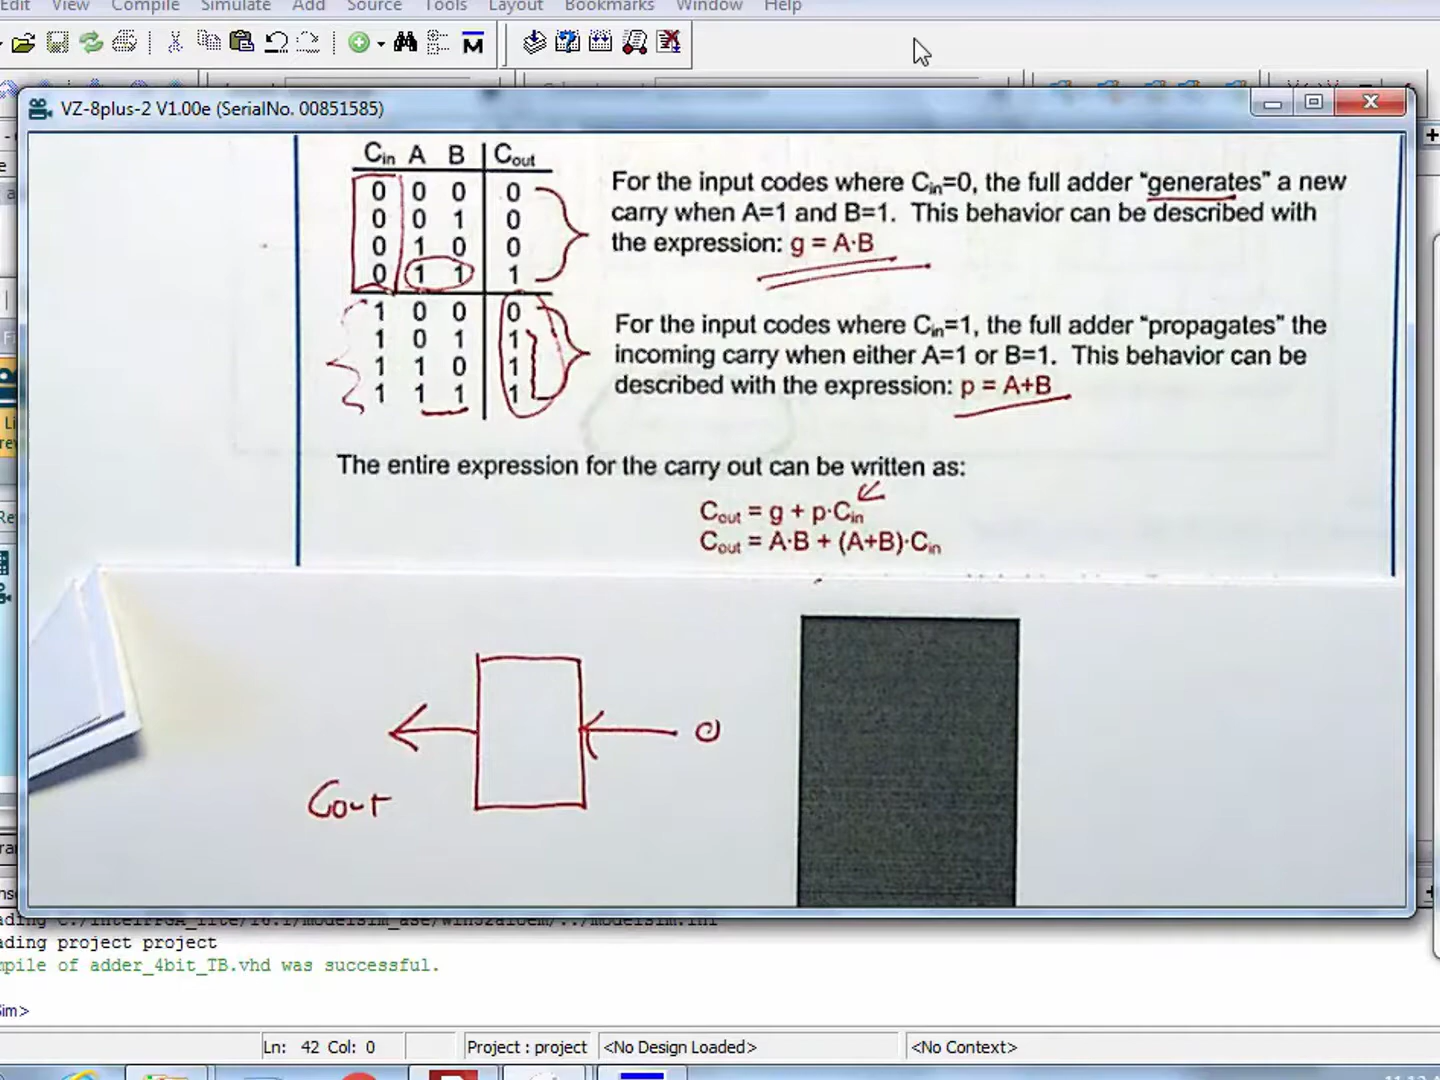 Edit View Compile Simulate Add Source Tools Layout Bookmarks Window Help
VZ-8plus-2 V1.00e (SerialNo. 00851585)
Cin A B Cout
0 0 0 0
0 0 1 0
0 1 0 0
0 1 1 1
1 0 0 0
1 0 1 1
1 1 0 1
1 1 1 1
For the input codes where Cin=0, the full adder “generates” a new
carry when A=1 and B=1. This behavior can be described with
the expression: g = A·B
For the input codes where Cin=1, the full adder “propagates” the
incoming carry when either A=1 or B=1. This behavior can be
described with the expression: p = A+B
The entire expression for the carry out can be written as:
Cout = g + p·Cin
Cout = A·B + (A+B)·Cin
0
Cout
ading project project
mpile of adder_4bit_TB.vhd was successful.
Sim>
Ln: 42 Col: 0 Project : project <No Design Loaded> <No Context>